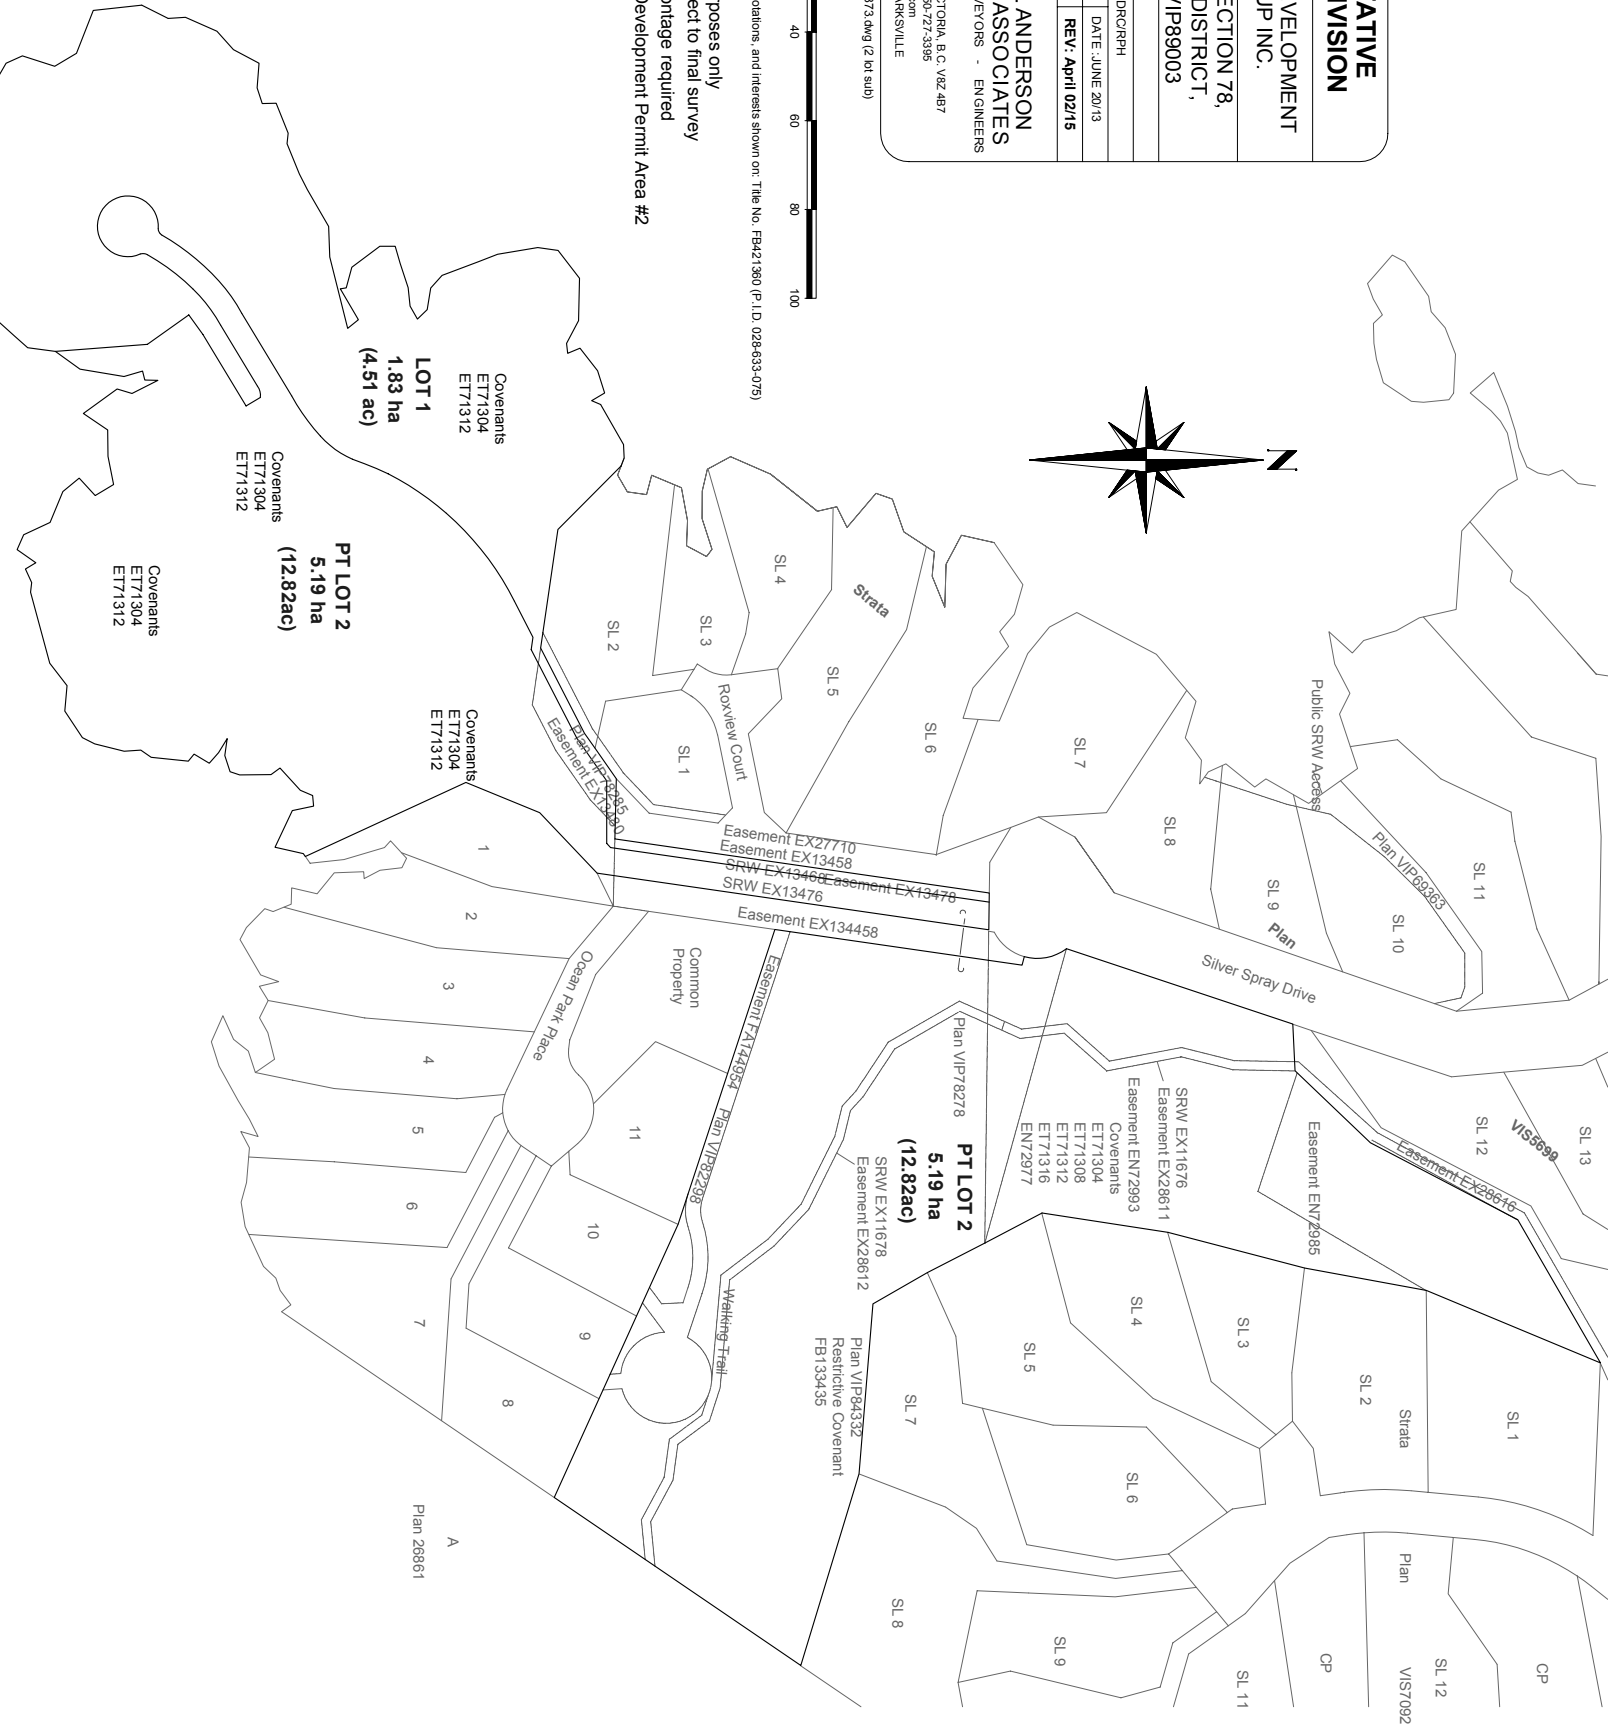 TATIVE
VISION
VELOPMENT
UP INC.
ECTION 78,
DISTRICT,
VIP89003
DRC/RPH
DATE : JUNE 20/13
REV: April 02/15
ANDERSON
ASSOCIATES
VEYORS - ENGINEERS
CTORIA, B.C. V8Z 4B7
50-727-3395
com
ARKSVILLE
373.dwg (2 lot sub)
40
60
80
100
otations, and interests shown on: Title No. FB421360 (P.I.D. 028-633-075)
rposes only
ect to final survey
ontage required
Development Permit Area #2
N
LOT 1
1.83 ha
(4.51 ac)
Covenants
ET71304
ET71312
Covenants
ET71304
ET71312
PT LOT 2
5.19 ha
(12.82ac)
Covenants
ET71304
ET71312
Covenants
ET71304
ET71312
SL 4
Strata
SL 3
SL 2
SL 5
Roxview Court
SL 1
SL 6
SL 7
Plan VIP78285
Easement EX13480
Public SRW Access
SL 8
Plan VIP69363
SL 11
SL 9
SL 10
Plan
Silver Spray Drive
Easement EX27710
Easement EX13458
SRW EX13468
Easement EX13478
SRW EX13476
Easement EX134458
1
2
3
4
5
6
7
8
9
10
11
Ocean Park Place
Common
Property
Easement FA144954
Plan VIP82298
Plan VIP78278
PT LOT 2
5.19 ha
(12.82ac)
SRW EX11678
Easement EX28612
SRW EX11676
Easement EX28611
Easement EN72993
Covenants
ET71304
ET71308
ET71312
ET71316
EN72977
Easement EN72985
Easement EX28616
SL 12
VIS5699
SL 13
Walking Trail
Plan VIP84332
Restrictive Covenant
FB133435
SL 5
SL 4
SL 3
SL 2
Strata
SL 1
SL 7
SL 6
SL 8
SL 9
SL 11
CP
Plan
VIS7092
SL 12
CP
A
Plan 26861